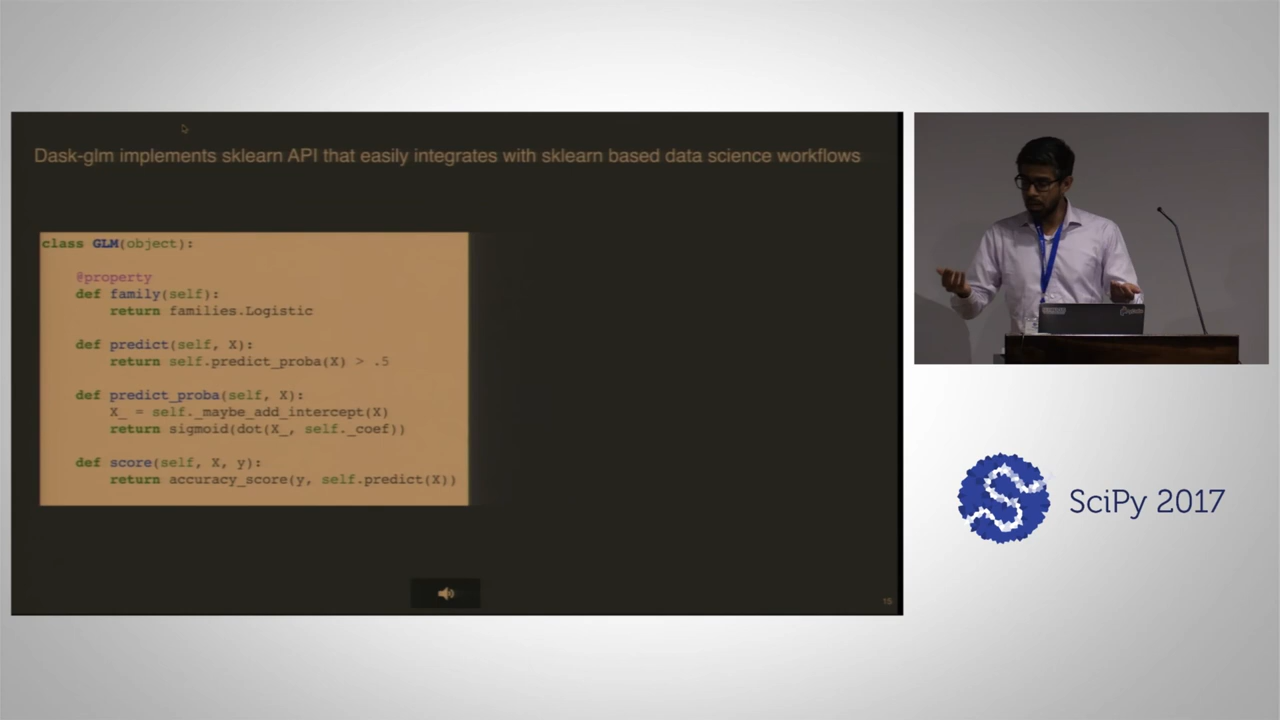 Dask-glm implements sklearn API that easily integrates with sklearn based data science workflows
class GLM(object):
@property
def family(self):
return families.Logistic
def predict(self, X):
return self.predict_proba(X) > .5
def predict_proba(self, X):
X_ = self._maybe_add_intercept(X)
return sigmoid(dot(X_, self._coef))
def score(self, X, y):
return accuracy_score(y, self.predict(X))
15
SciPy 2017